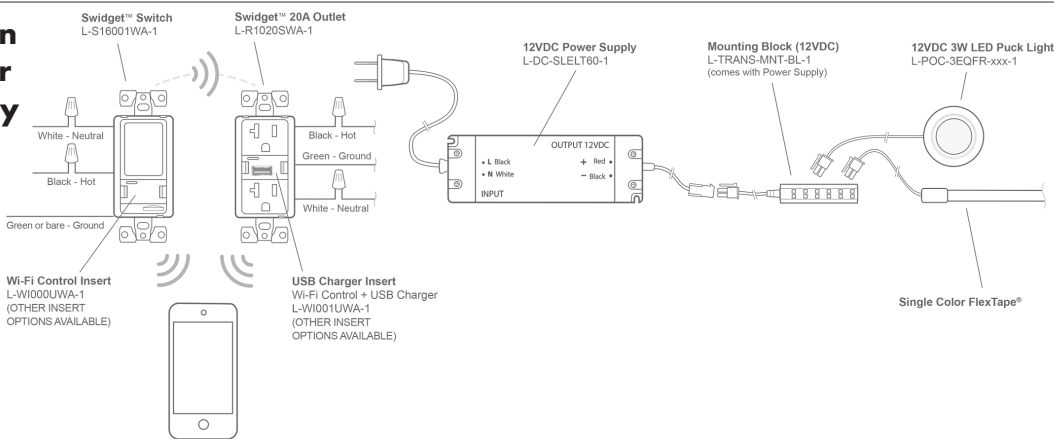 n
r
y
Swidget™ Switch
L-S16001WA-1
Swidget™ 20A Outlet
L-R1020SWA-1
12VDC Power Supply
L-DC-SLELT60-1
Mounting Block (12VDC)
L-TRANS-MNT-BL-1
(comes with Power Supply)
12VDC 3W LED Puck Light
L-POC-3EQFR-xxx-1
White - Neutral
Black - Hot
Green or bare - Ground
Black - Hot
Green - Ground
White - Neutral
OUTPUT 12VDC
• L Black
• N White
INPUT
+ Red •
− Black •
Wi-Fi Control Insert
L-WI000UWA-1
(OTHER INSERT
OPTIONS AVAILABLE)
USB Charger Insert
Wi-Fi Control + USB Charger
L-WI001UWA-1
(OTHER INSERT
OPTIONS AVAILABLE)
Single Color FlexTape®